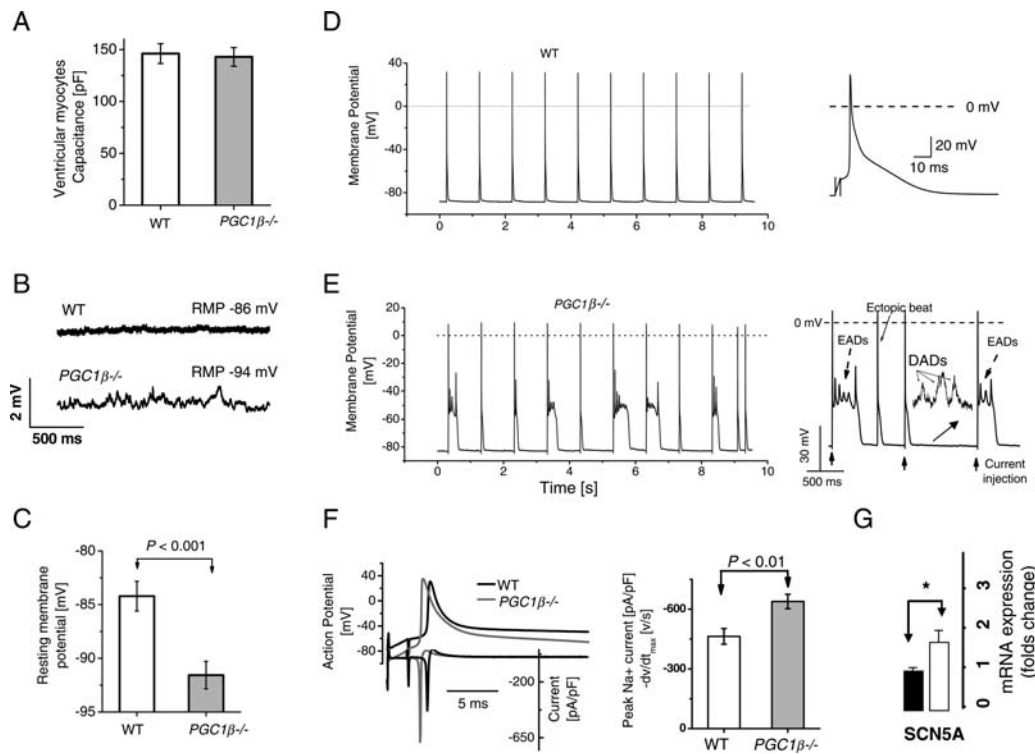 A
Ventricular myocytes
Capacitance [pF]
150
100
50
0
WT
PGC1β-/-
B
WT
RMP -86 mV
PGC1β-/-
RMP -94 mV
2 mV
500 ms
C
P < 0.001
Resting membrane
potential [mV]
-80
-85
-91
-95
WT
PGC1β-/-
D
WT
Membrane Potential
[mV]
40
0
-40
-80
0
2
4
6
8
10
0 mV
20 mV
10 ms
E
PGC1β-/-
Membrane Potential
[mV]
20
0
-20
-40
-60
-80
0
2
4
6
8
10
Time [s]
Ectopic beat
0 mV
EADs
DADs
EADs
30 mV
500 ms
Current
injection
F
Action Potential
[mV]
40
0
-40
-80
WT
PGC1β-/-
5 ms
Current
[pA/pF]
-200
-650
P < 0.01
Peak Na+ current [pA/pF]
-dv/dtmax [v/s]
-600
-300
0
WT
PGC1β-/-
G
*
mRNA expression
(folds change)
3
2
1
0
SCN5A